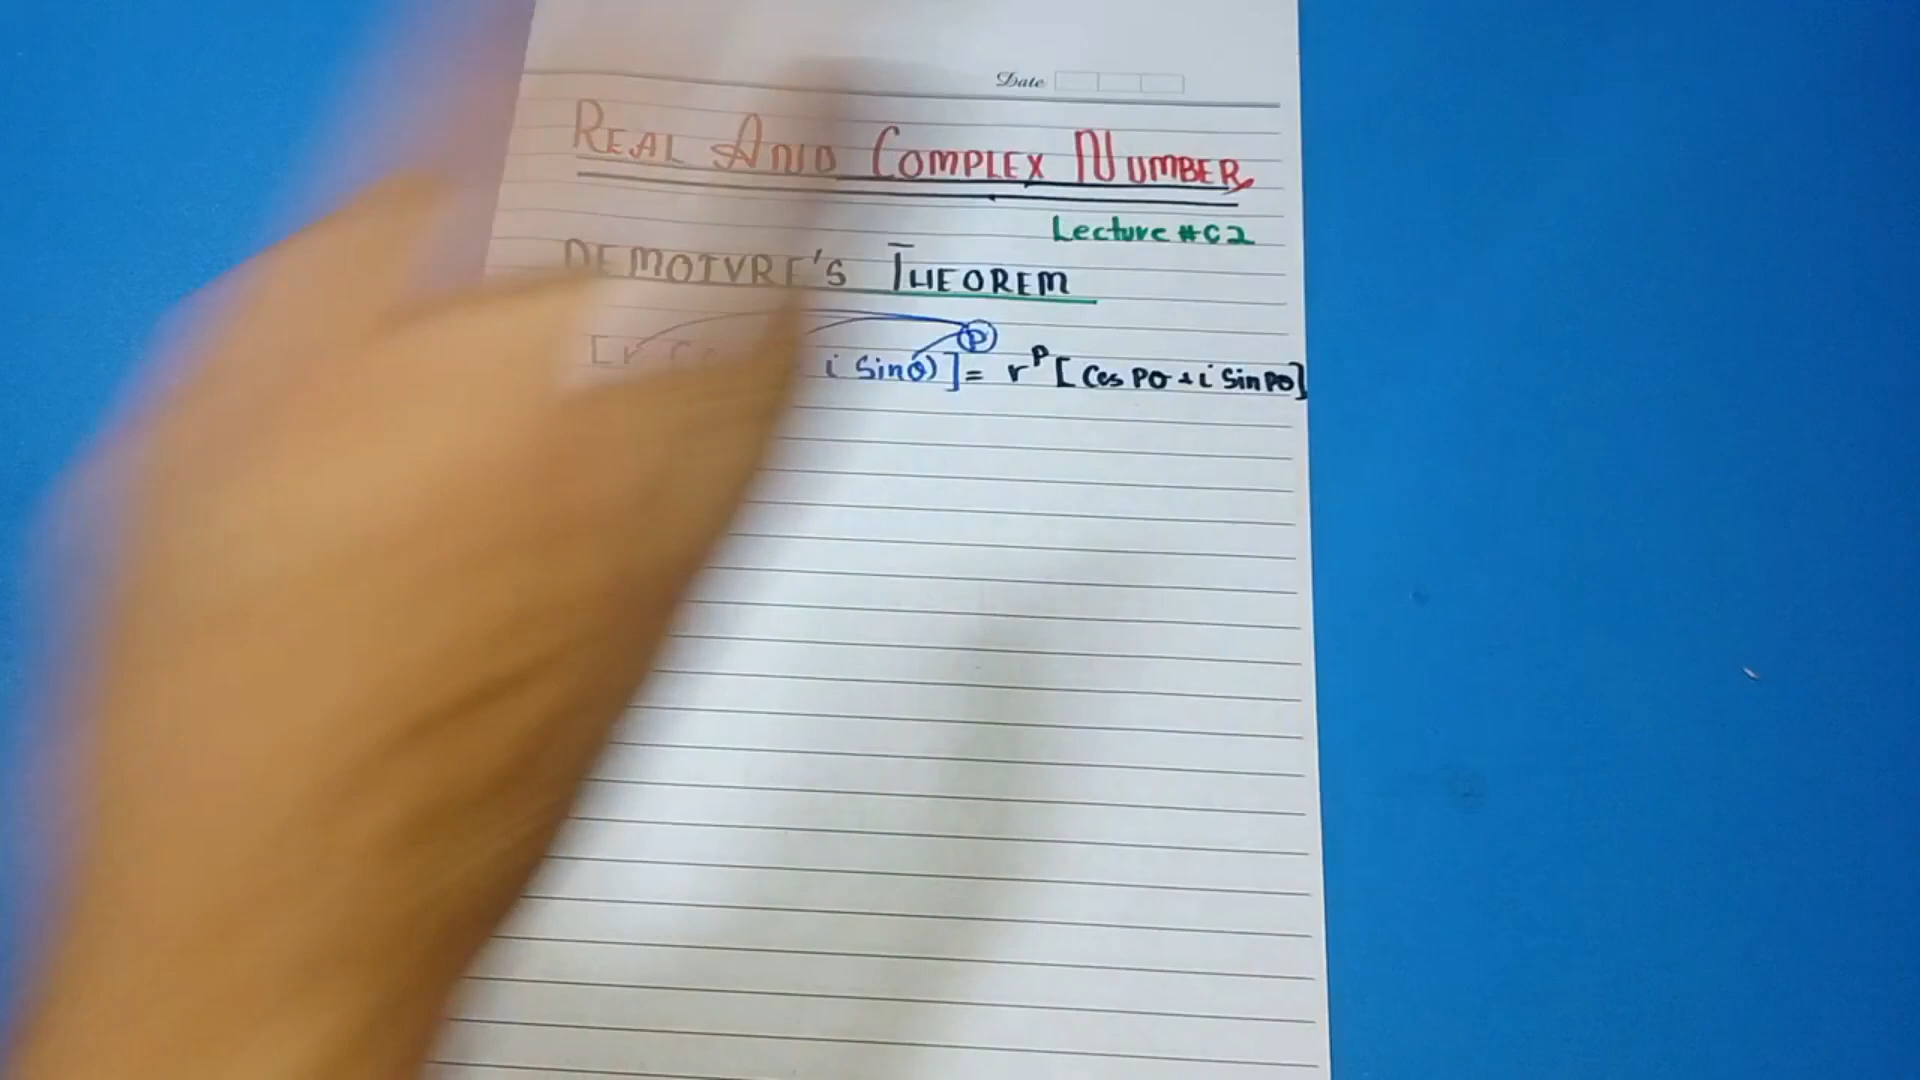 Date
REAL AND COMPLEX NUMBER
Lecture #02
DEMOIVRE'S THEOREM
P
i Sinθ)] = r^P [Cos Pθ + i Sin Pθ]